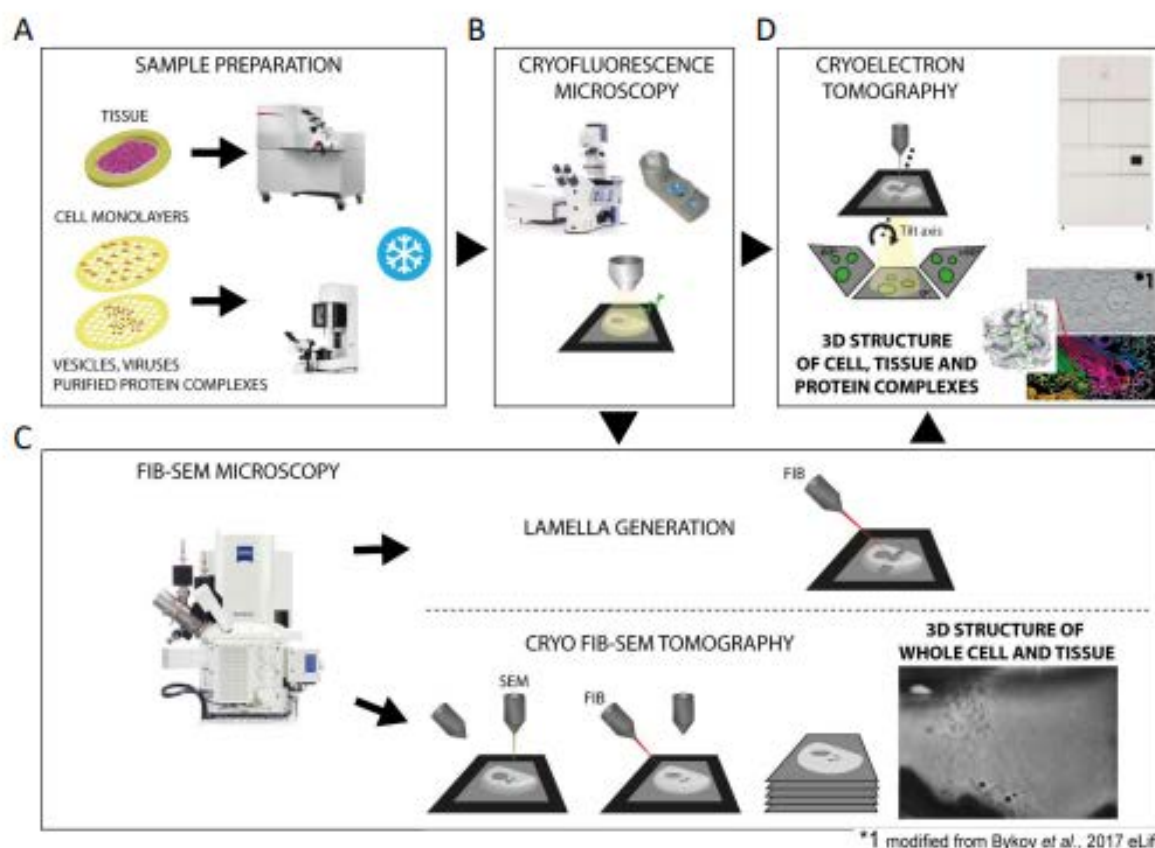 A
SAMPLE PREPARATION
TISSUE
CELL MONOLAYERS
VESICLES, VIRUSES
PURIFIED PROTEIN COMPLEXES
B
CRYOFLUORESCENCE
MICROSCOPY
D
CRYOELECTRON
TOMOGRAPHY
Tilt axis
*1
3D STRUCTURE
OF CELL, TISSUE AND
PROTEIN COMPLEXES
C
FIB-SEM MICROSCOPY
LAMELLA GENERATION
FIB
CRYO FIB-SEM TOMOGRAPHY
SEM
FIB
3D STRUCTURE OF
WHOLE CELL AND TISSUE
*1 modified from Bykov et al., 2017 eLif